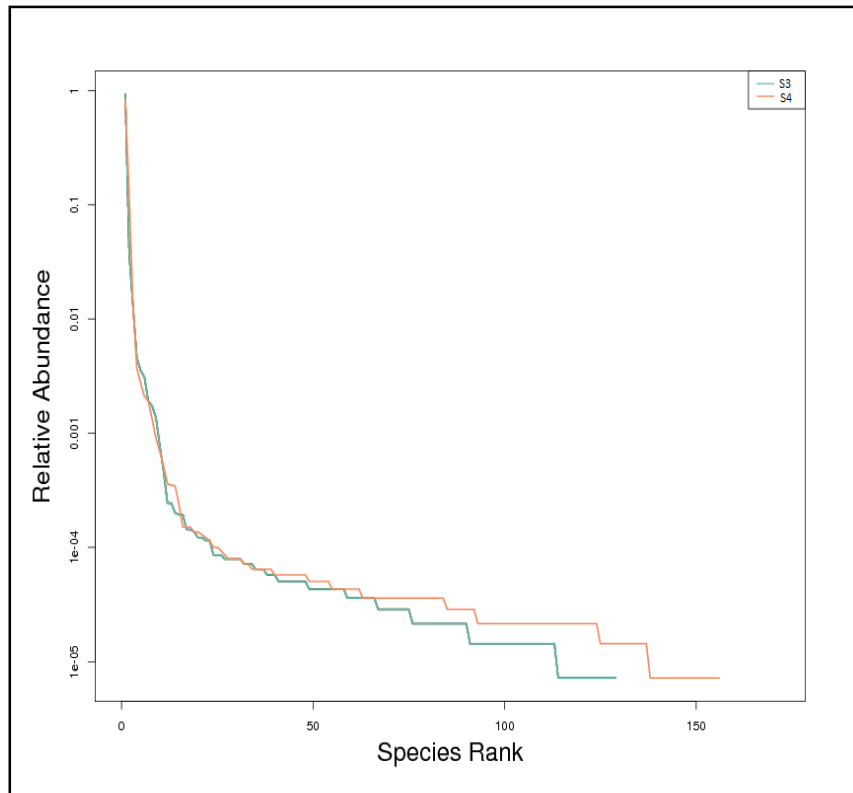 S3
S4
1
0.1
0.01
0.001
1e-04
1e-05
Relative Abundance
0
50
100
150
Species Rank